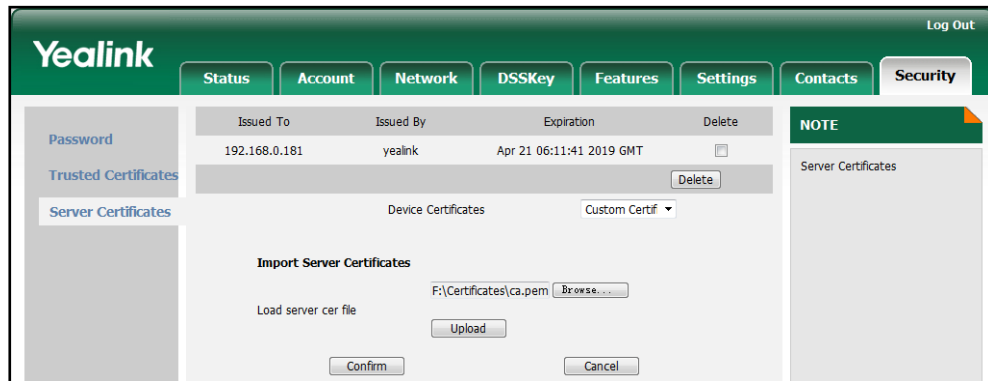 Log Out
Yealink
Status Account Network DSSKey Features Settings Contacts Security
Password
Trusted Certificates
Server Certificates
Issued To Issued By Expiration Delete
192.168.0.181 yealink Apr 21 06:11:41 2019 GMT
Delete
Device Certificates Custom Certif
Import Server Certificates
Load server cer file
F:\Certificates\ca.pem Browse...
Upload
Confirm Cancel
NOTE
Server Certificates